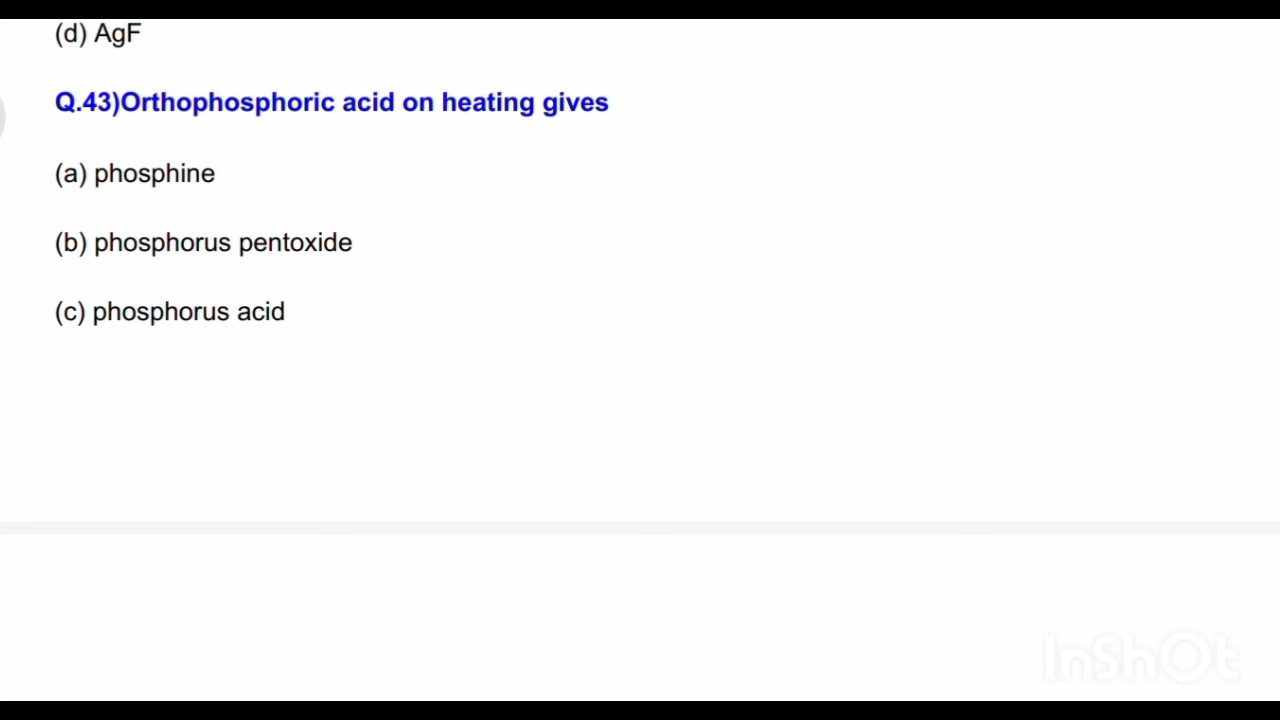 (d) AgF
Q.43)Orthophosphoric acid on heating gives
(a) phosphine
(b) phosphorus pentoxide
(c) phosphorus acid
InShOt